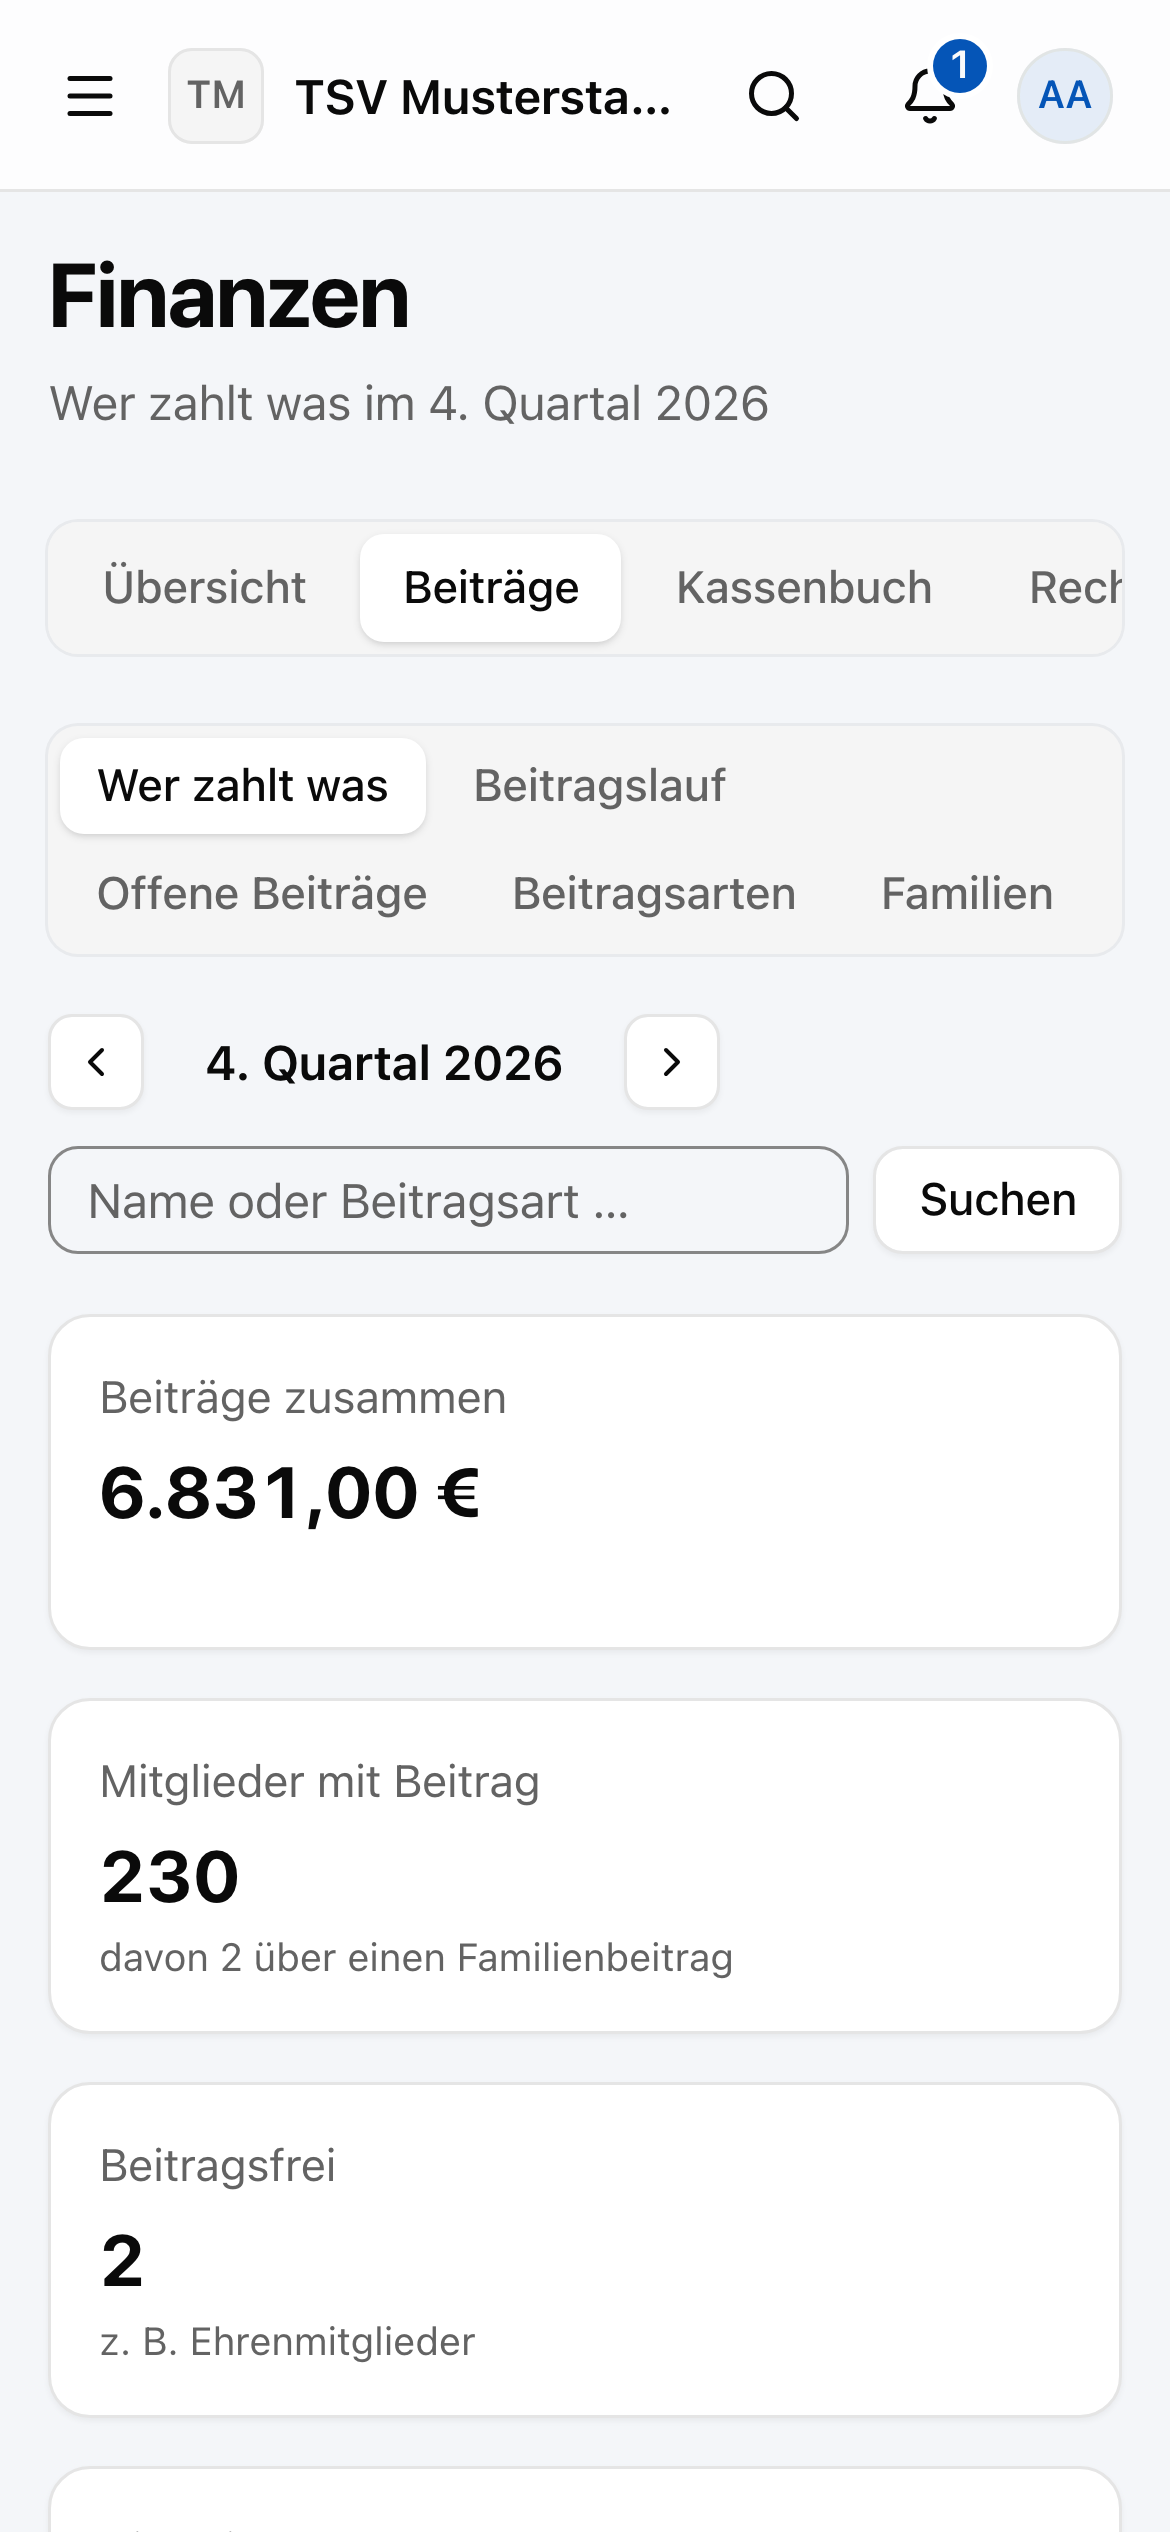 TM TSV Mustersta... 1 AA
Finanzen
Wer zahlt was im 4. Quartal 2026
Übersicht Beiträge Kassenbuch
Wer zahlt was Beitragslauf
Offene Beiträge Beitragsarten Familien
4. Quartal 2026
Name oder Beitragsart ... Suchen
Beiträge zusammen
6.831,00 €
Mitglieder mit Beitrag
230
davon 2 über einen Familienbeitrag
Beitragsfrei
2
z. B. Ehrenmitglieder